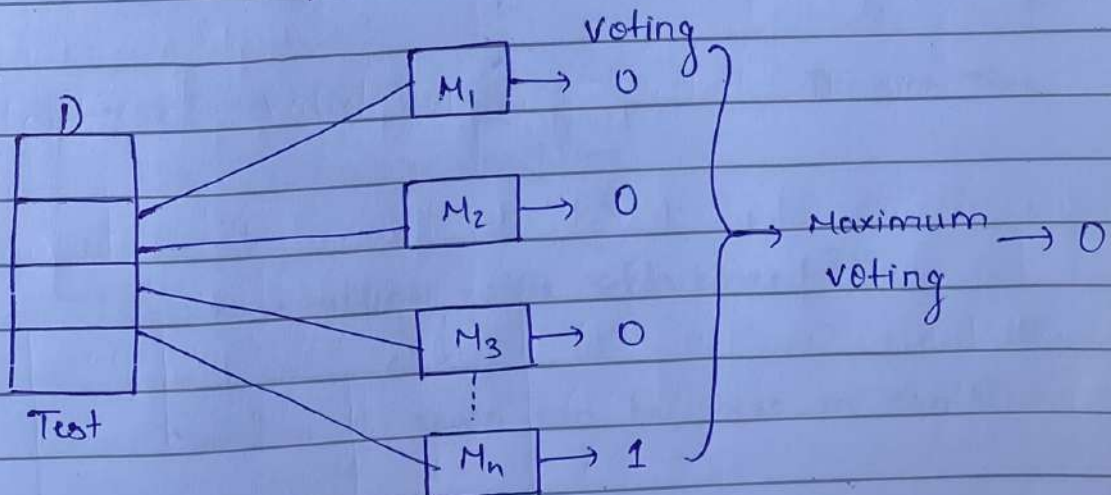 voting
M1 → 0
D
M2 → 0
Maximum → 0
voting
M3 → 0
Test
Mn → 1